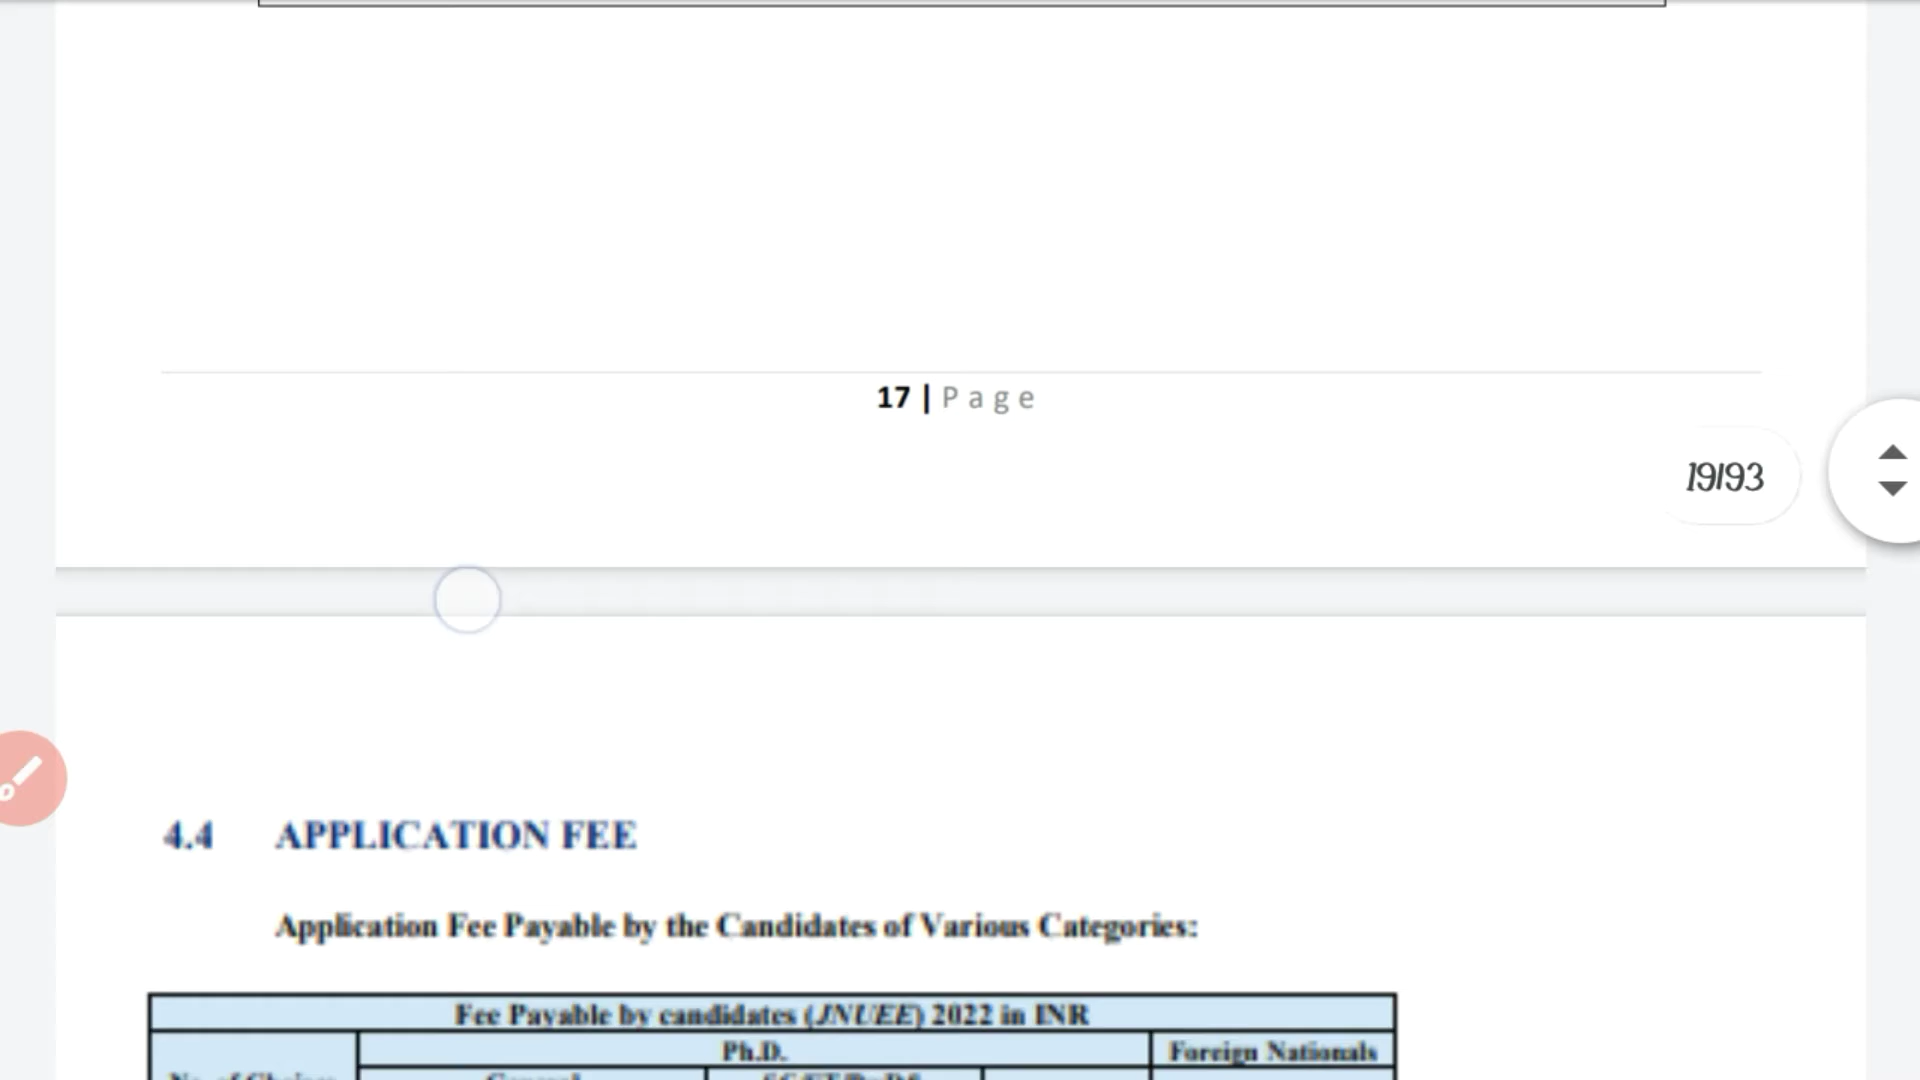 17 | Page
19/93
4.4 APPLICATION FEE
Application Fee Payable by the Candidates of Various Categories:
Fee Payable by candidates (JNUEE) 2022 in INR
Ph.D. Foreign Nationals